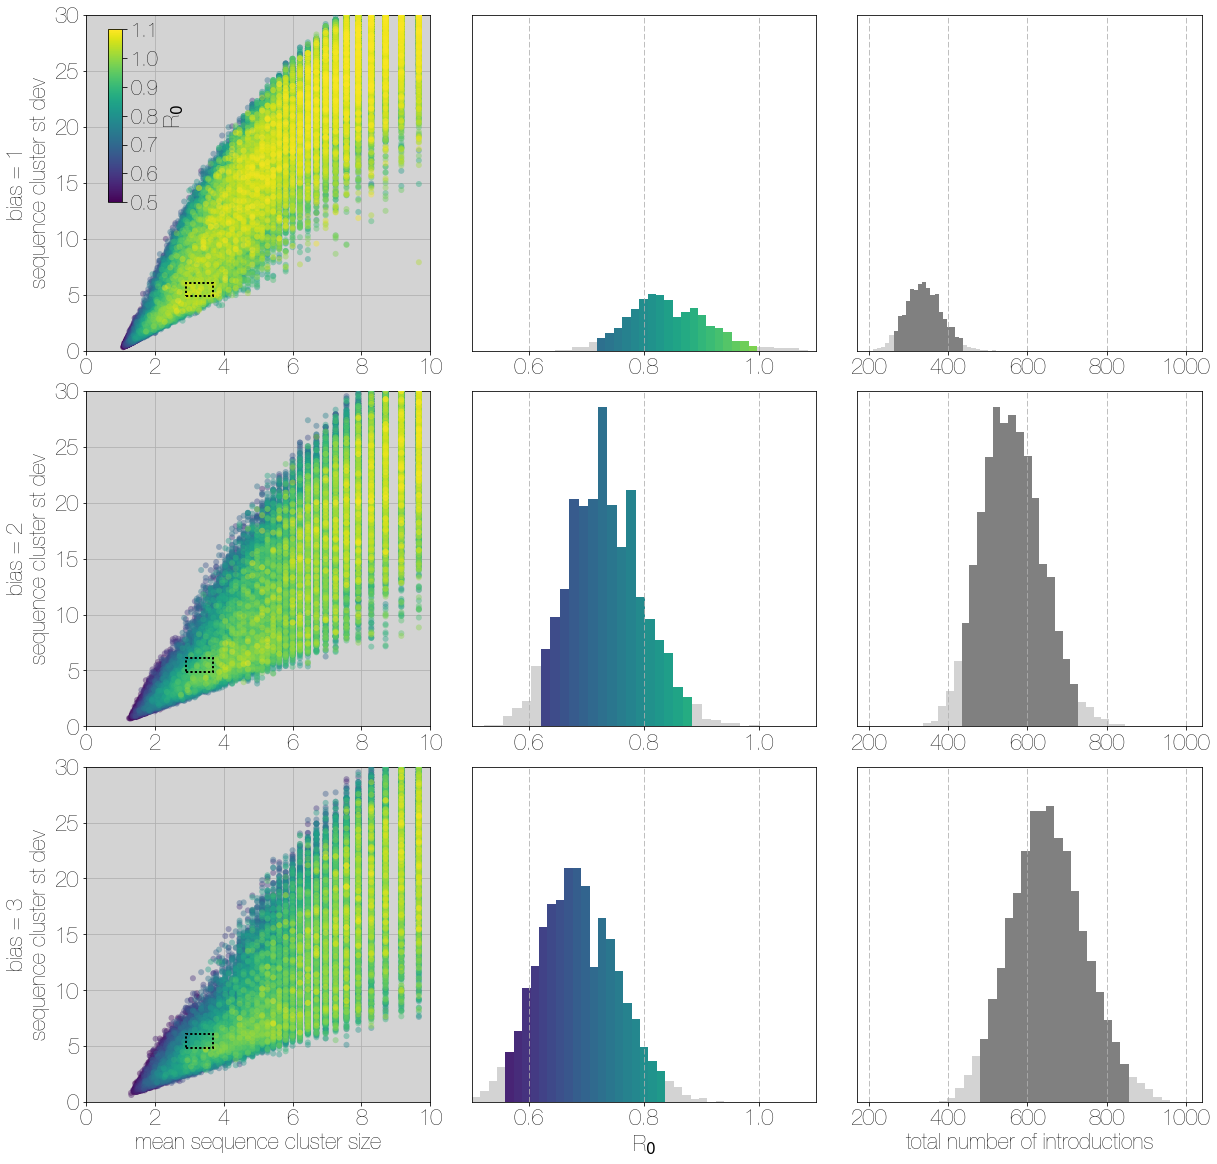 bias = 1
sequence cluster st dev
30
25
20
15
10
5
0
1.1
1.0
0.9
0.8
0.7
0.6
0.5
R0
0 2 4 6 8 10
0.6 0.8 1.0
200 400 600 800 1000
bias = 2
sequence cluster st dev
30
25
20
15
10
5
0
0 2 4 6 8 10
0.6 0.8 1.0
200 400 600 800 1000
bias = 3
sequence cluster st dev
30
25
20
15
10
5
0
0 2 4 6 8 10
mean sequence cluster size
0.6 0.8 1.0
R0
200 400 600 800 1000
total number of introductions